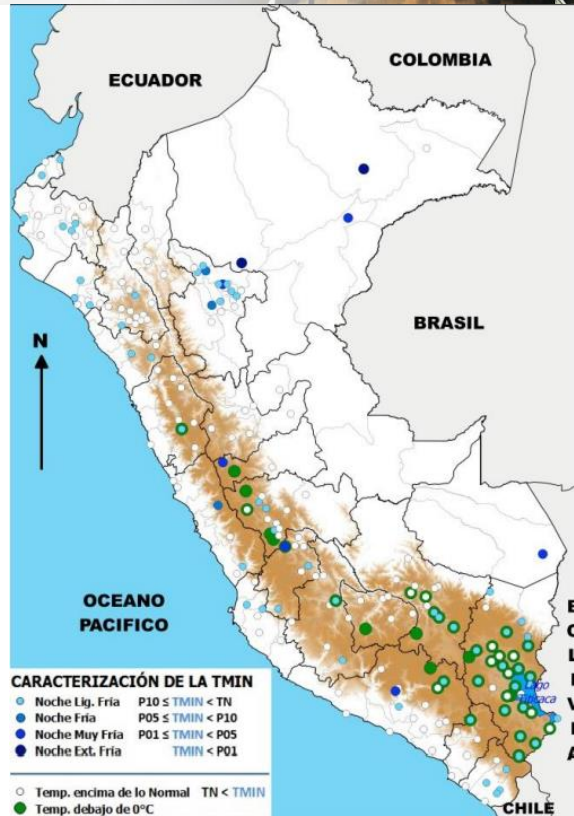 COLOMBIA
ECUADOR
BRASIL
N
OCEANO
PACIFICO
B
O
L
I
V
I
A
Lago
Titicaca
CHILE
CARACTERIZACIÓN DE LA TMIN
Noche Lig. Fría P10 ≤ TMIN < TN
Noche Fría P05 ≤ TMIN < P10
Noche Muy Fría P01 ≤ TMIN < P05
Noche Ext. Fría TMIN < P01
Temp. encima de lo Normal TN < TMIN
Temp. debajo de 0°C